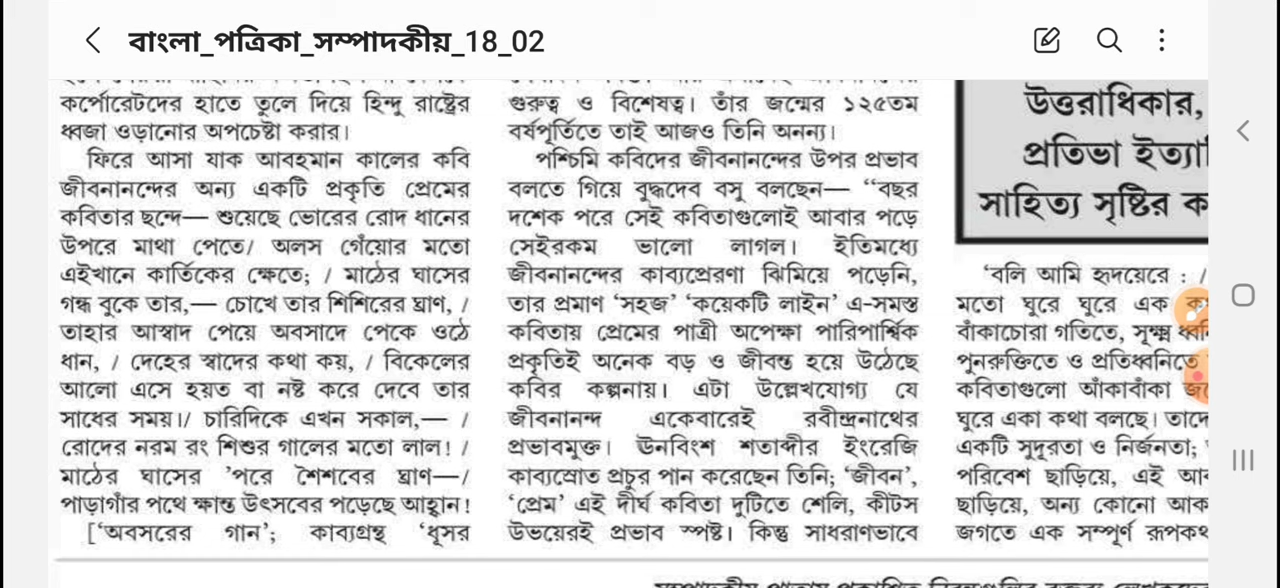 বাংলা_পত্রিকা_সম্পাদকীয়_18_02
কর্পোরেটদের হাতে তুলে দিয়ে হিন্দু রাষ্ট্রের
ধ্বজা ওড়ানোর অপচেষ্টা করার।
ফিরে আসা যাক আবহমান কালের কবি
জীবনানন্দের অন্য একটি প্রকৃতি প্রেমের
কবিতার ছন্দে— শুয়েছে ভোরের রোদ ধানের
উপরে মাথা পেতে/ অলস গেঁয়োর মতো
এইখানে কার্তিকের ক্ষেতে; / মাঠের ঘাসের
গন্ধ বুকে তার,— চোখে তার শিশিরের ঘ্রাণ, /
তাহার আস্বাদ পেয়ে অবসাদে পেকে ওঠে
ধান, / দেহের স্বাদের কথা কয়, / বিকেলের
আলো এসে হয়ত বা নষ্ট করে দেবে তার
সাধের সময়।/ চারিদিকে এখন সকাল,— /
রোদের নরম রং শিশুর গালের মতো লাল! /
মাঠের ঘাসের 'পরে শৈশবের ঘ্রাণ—/
পাড়াগাঁর পথে ক্ষান্ত উৎসবের পড়েছে আহ্বান!
['অবসরের গান'; কাব্যগ্রন্থ 'ধূসর
গুরুত্ব ও বিশেষত্ব। তাঁর জন্মের ১২৫তম
বর্ষপূর্তিতে তাই আজও তিনি অনন্য।
পশ্চিমি কবিদের জীবনানন্দের উপর প্রভাব
বলতে গিয়ে বুদ্ধদেব বসু বলছেন— “বছর
দশেক পরে সেই কবিতাগুলোই আবার পড়ে
সেইরকম ভালো লাগল। ইতিমধ্যে
জীবনানন্দের কাব্যপ্রেরণা ঝিমিয়ে পড়েনি,
তার প্রমাণ 'সহজ' 'কয়েকটি লাইন' এ-সমস্ত
কবিতায় প্রেমের পাত্রী অপেক্ষা পারিপার্শ্বিক
প্রকৃতিই অনেক বড় ও জীবন্ত হয়ে উঠেছে
কবির কল্পনায়। এটা উল্লেখযোগ্য যে
জীবনানন্দ একেবারেই রবীন্দ্রনাথের
প্রভাবমুক্ত। ঊনবিংশ শতাব্দীর ইংরেজি
কাব্যস্রোত প্রচুর পান করেছেন তিনি; 'জীবন',
'প্রেম' এই দীর্ঘ কবিতা দুটিতে শেলি, কীটস
উভয়েরই প্রভাব স্পষ্ট। কিন্তু সাধরাণভাবে
উত্তরাধিকার,
প্রতিভা ইত্যা
সাহিত্য সৃষ্টির ক
'বলি আমি হৃদয়েরে : /
মতো ঘুরে ঘুরে এক
বাঁকাচোরা গতিতে, সূক্ষ্ম
পুনরুক্তিতে ও প্রতিধ্বনিতে
কবিতাগুলো আঁকাবাঁকা
ঘুরে একা কথা বলছে। তাদে
একটি সুদূরতা ও নির্জনতা;
পরিবেশ ছাড়িয়ে, এই আ
ছাড়িয়ে, অন্য কোনো আক
জগতে এক সম্পূর্ণ রূপকথ